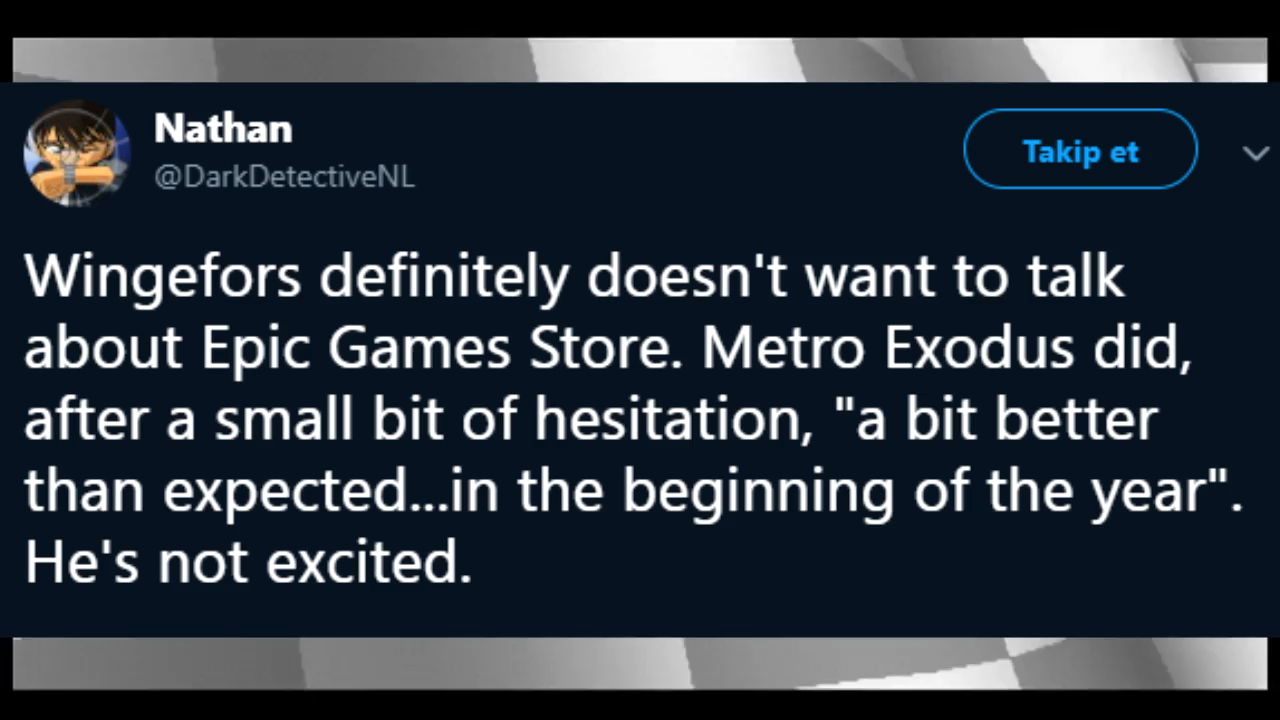 Nathan
@DarkDetectiveNL
Takip et
Wingefors definitely doesn't want to talk
about Epic Games Store. Metro Exodus did,
after a small bit of hesitation, "a bit better
than expected...in the beginning of the year".
He's not excited.